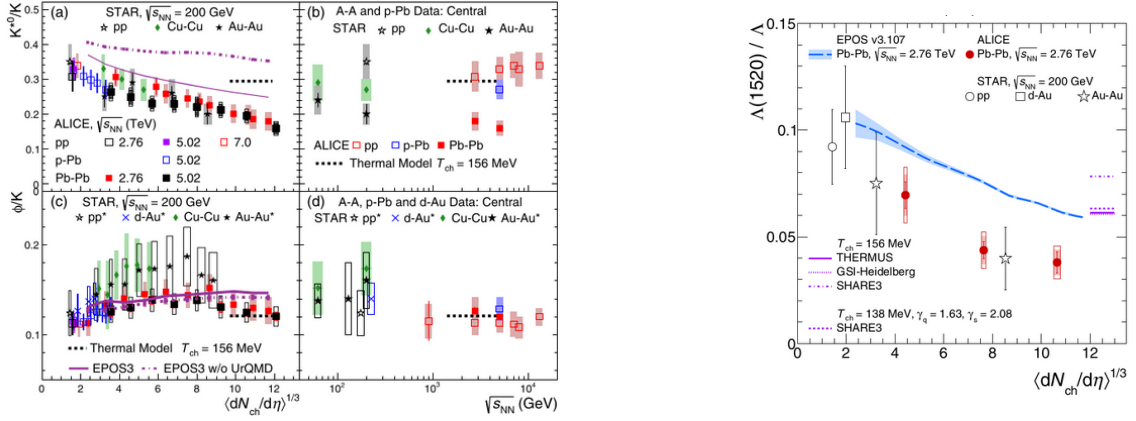 (a) STAR, √sNN = 200 GeV
pp Cu-Cu Au-Au
K*0/K
0.5
0.4
0.3
0.2
0.1
0
ALICE, √sNN (TeV)
pp 2.76 5.02 7.0
p-Pb 5.02
Pb-Pb 2.76 5.02
(b) A-A and p-Pb Data: Central
STAR pp Cu-Cu Au-Au
ALICE pp p-Pb Pb-Pb
Thermal Model Tch = 156 MeV
(c) STAR, √sNN = 200 GeV
pp* d-Au* Cu-Cu Au-Au*
ϕ/K
0.2
0.1
Thermal Model Tch = 156 MeV
EPOS3 EPOS3 w/o UrQMD
0 2 4 6 8 10 12
⟨dNch/dη⟩1/3
(d) A-A, p-Pb and d-Au Data: Central
STAR pp* d-Au* Cu-Cu Au-Au*
10² 10³ 10⁴
√sNN (GeV)
Λ(1520) / Λ
0.15
0.1
0.05
0
EPOS v3.107 ALICE
Pb-Pb, √sNN = 2.76 TeV Pb-Pb, √sNN = 2.76 TeV
STAR, √sNN = 200 GeV
pp d-Au Au-Au
Tch = 156 MeV
THERMUS
GSI-Heidelberg
SHARE3
Tch = 138 MeV, γq = 1.63, γs = 2.08
SHARE3
0 2 4 6 8 10 12
⟨dNch/dη⟩1/3